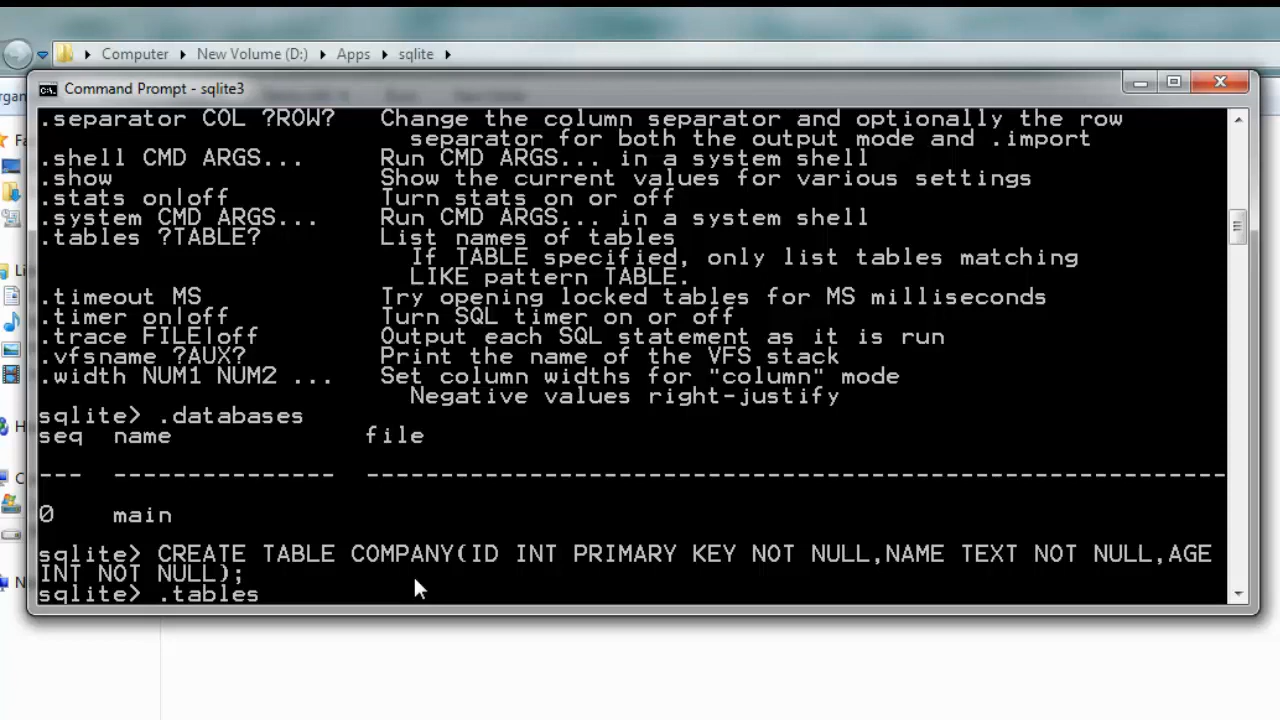 Computer New Volume (D:) Apps sqlite
Command Prompt - sqlite3
.separator COL ?ROW? Change the column separator and optionally the row
separator for both the output mode and .import
.shell CMD ARGS... Run CMD ARGS... in a system shell
.show Show the current values for various settings
.stats on|off Turn stats on or off
.system CMD ARGS... Run CMD ARGS... in a system shell
.tables ?TABLE? List names of tables
If TABLE specified, only list tables matching
LIKE pattern TABLE.
.timeout MS Try opening locked tables for MS milliseconds
.timer on|off Turn SQL timer on or off
.trace FILE|off Output each SQL statement as it is run
.vfsname ?AUX? Print the name of the VFS stack
.width NUM1 NUM2 ... Set column widths for "column" mode
Negative values right-justify
sqlite> .databases
seq name file
--- --------------- ----------------------------------------------------------
0 main
sqlite> CREATE TABLE COMPANY(ID INT PRIMARY KEY NOT NULL,NAME TEXT NOT NULL,AGE
INT NOT NULL);
sqlite> .tables